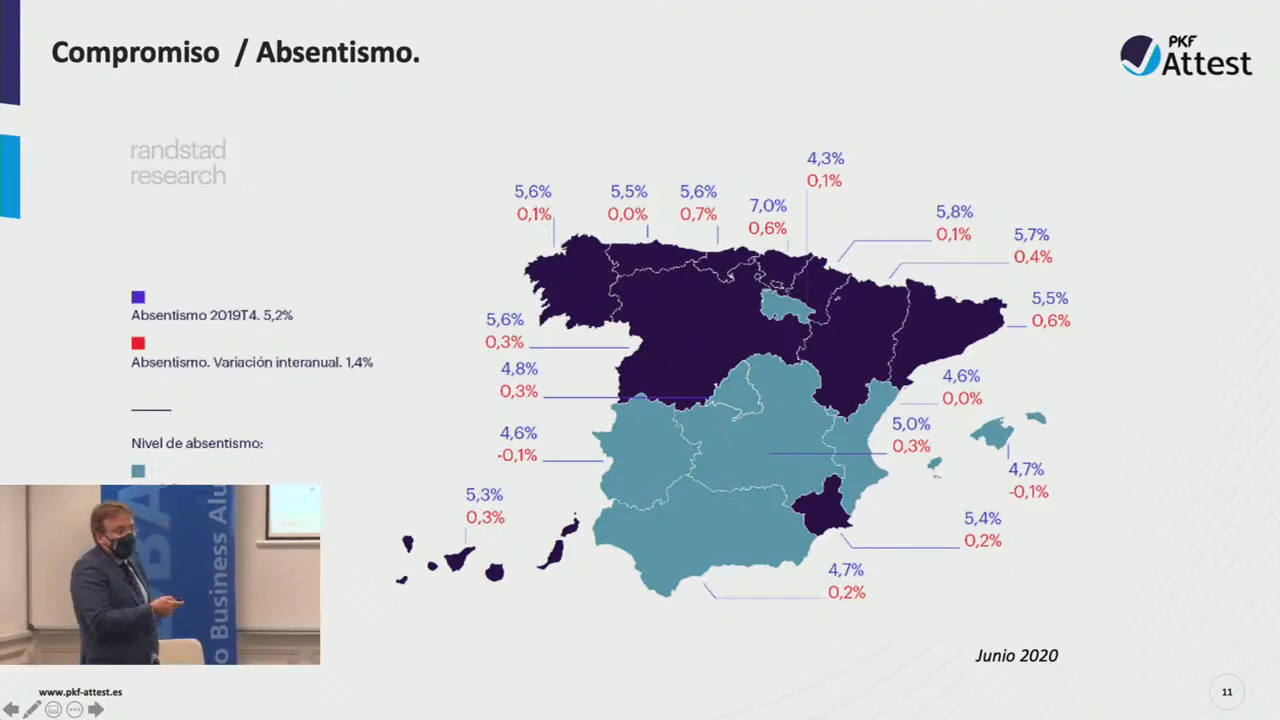 Compromiso / Absentismo.
PKF
Attest
randstad
research
4,3%
0,1%
5,6%
0,1%
5,5%
0,0%
5,6%
0,7%
7,0%
0,6%
5,8%
0,1%
5,7%
0,4%
5,5%
0,6%
Absentismo 2019T4. 5,2%
Absentismo. Variación interanual. 1,4%
5,6%
0,3%
4,8%
0,3%
4,6%
0,0%
5,0%
0,3%
4,6%
-0,1%
Nivel de absentismo:
4,7%
-0,1%
5,3%
0,3%
5,4%
0,2%
4,7%
0,2%
BA
o Business Alu
Junio 2020
www.pkf-attest.es
11